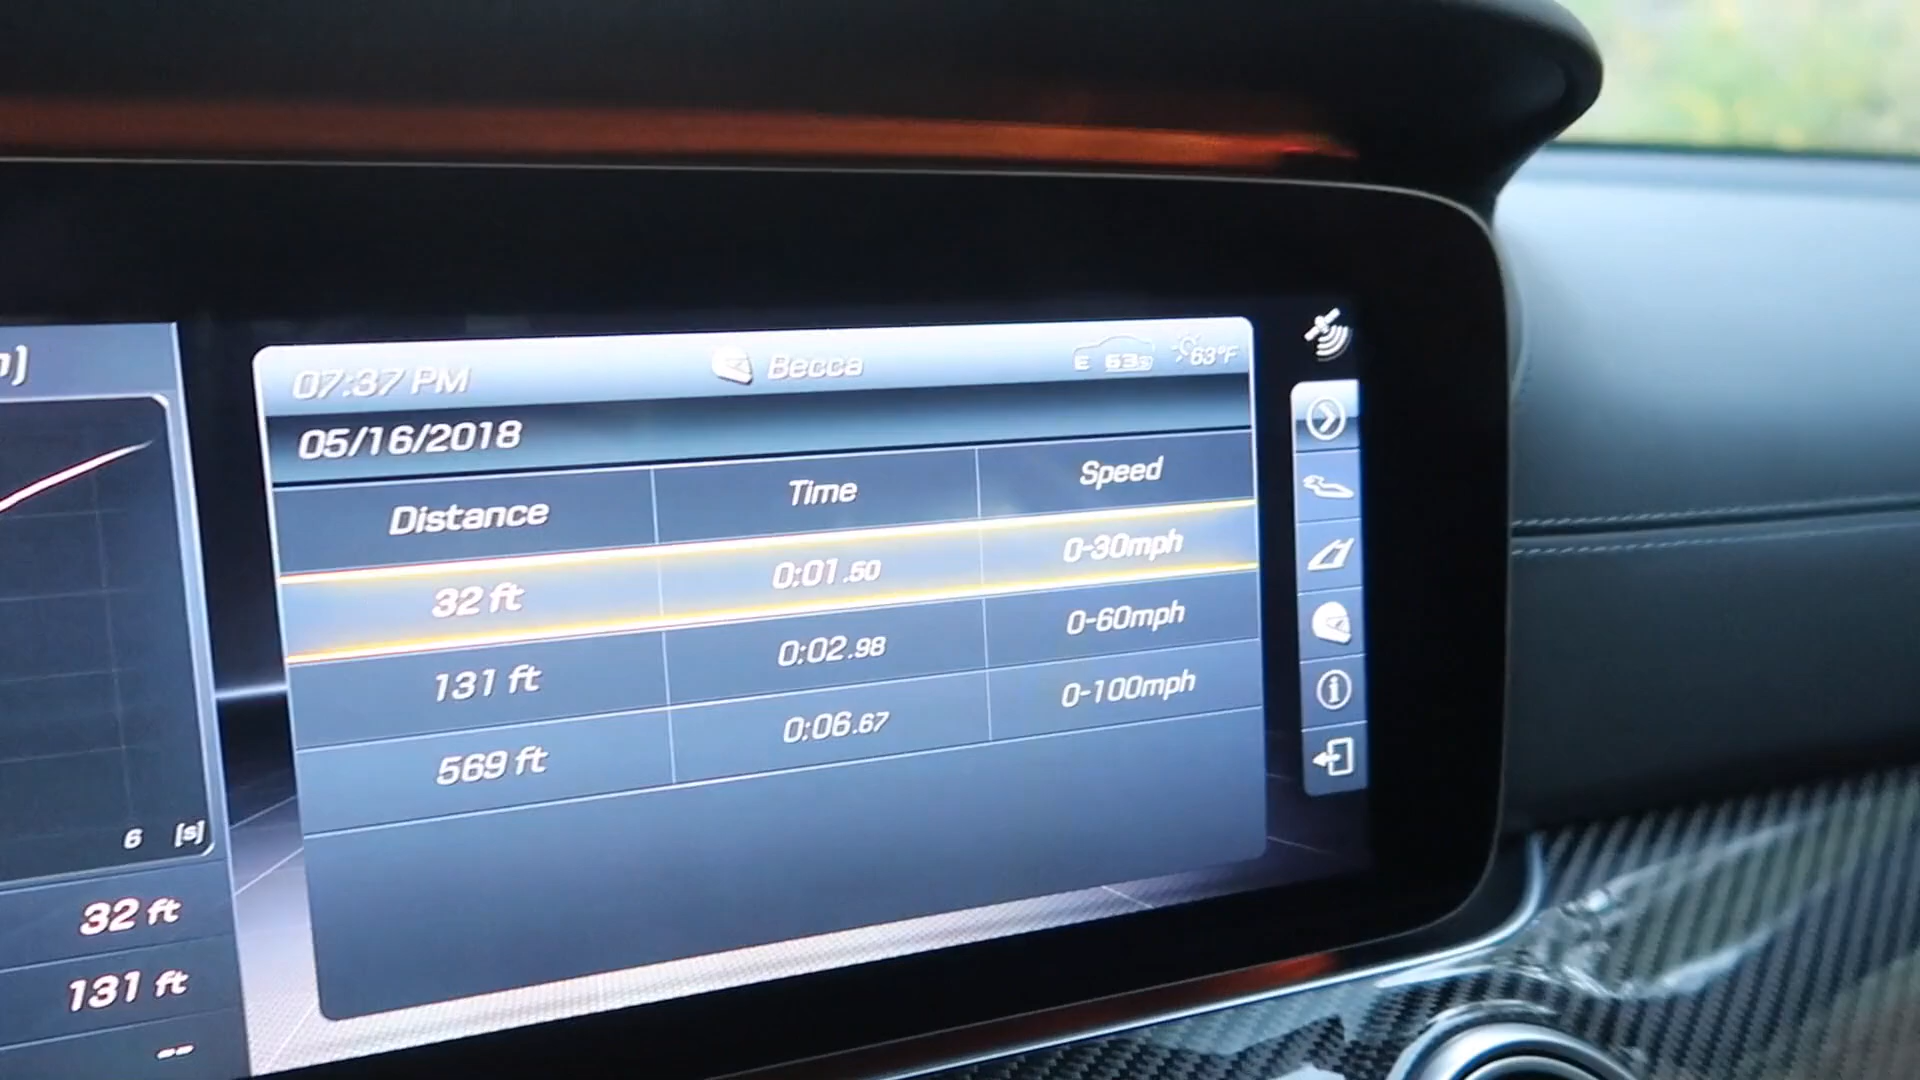 07:37 PM Becca E 63s 63°F
05/16/2018
Distance Time Speed
32 ft 0:01.50 0-30mph
131 ft 0:02.98 0-60mph
569 ft 0:06.67 0-100mph
6 [s]
32 ft
131 ft
--